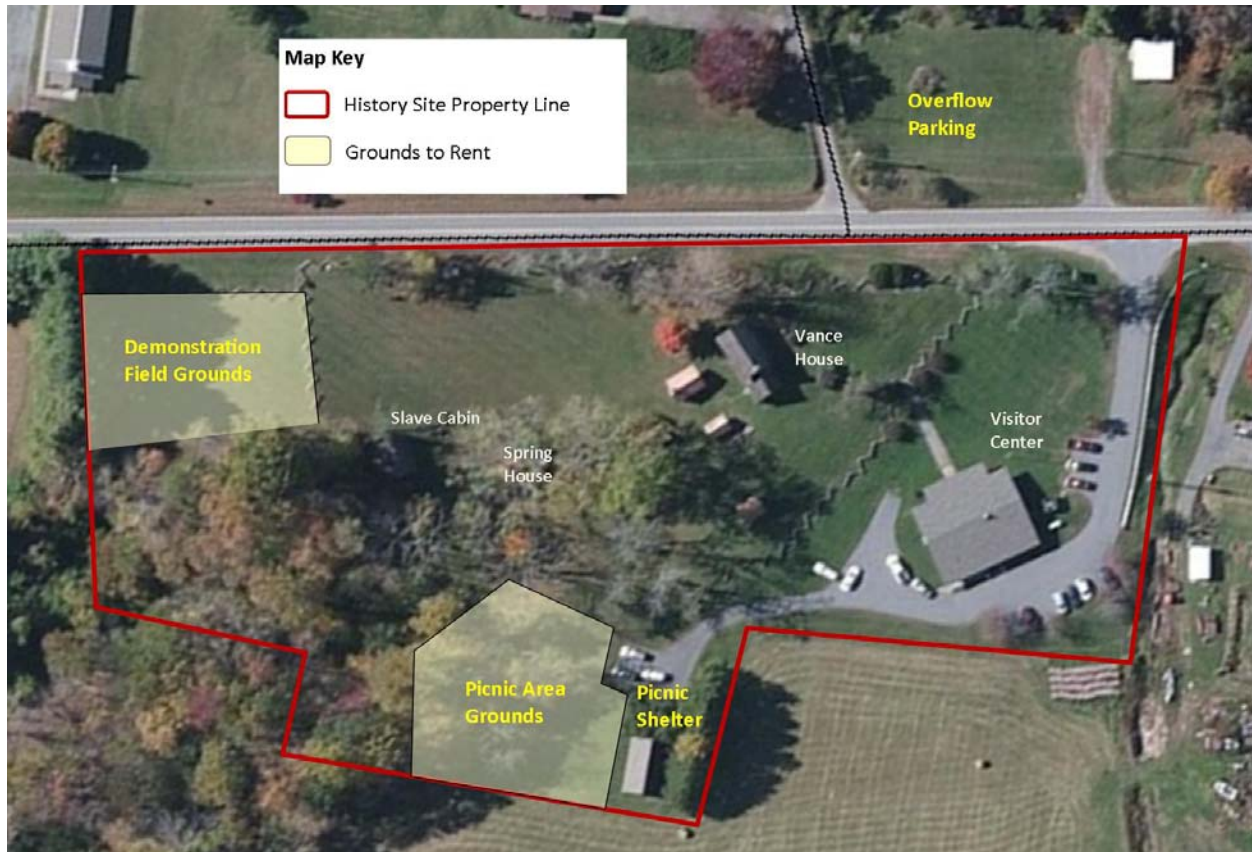 Map Key
History Site Property Line
Grounds to Rent
Overflow
Parking
Demonstration
Field Grounds
Vance
House
Slave Cabin
Visitor
Center
Spring
House
Picnic Area
Grounds
Picnic
Shelter